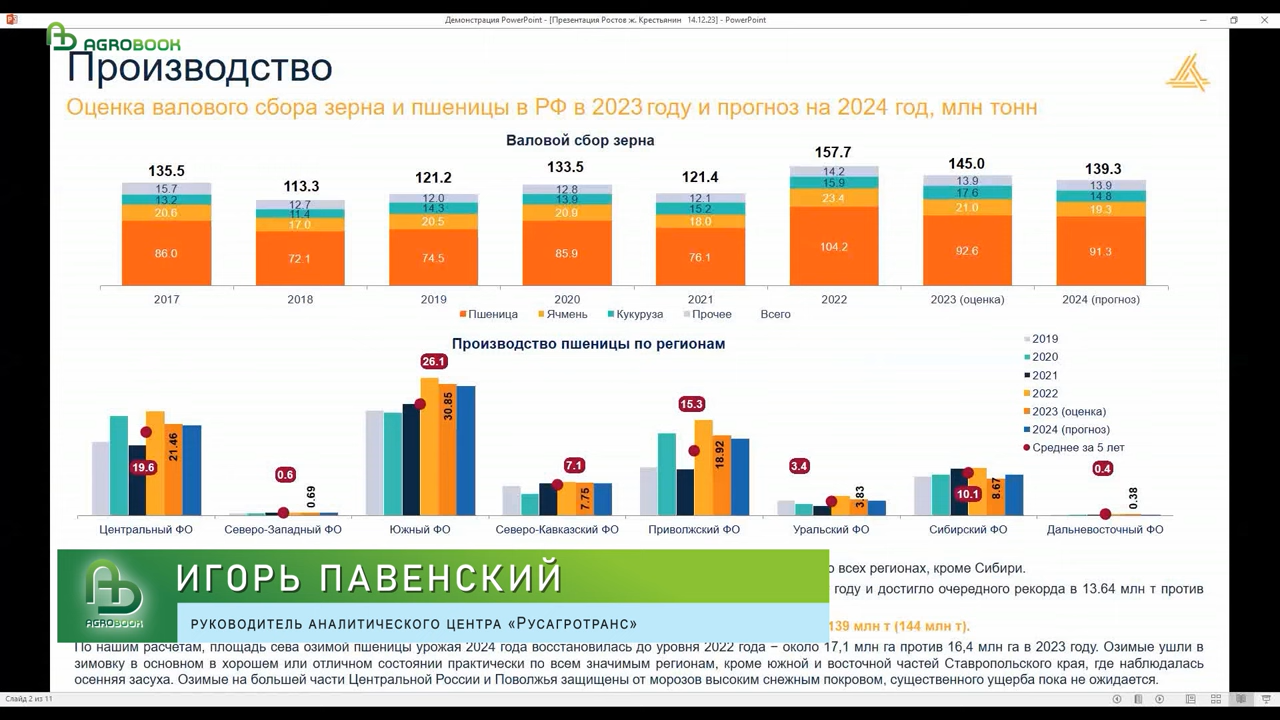 Демонстрация PowerPoint - [Презентация Ростов ж. Крестьянин 14.12.23] - PowerPoint
AGROBOOK
Производство
Оценка валового сбора зерна и пшеницы в РФ в 2023 году и прогноз на 2024 год, млн тонн
Валовой сбор зерна
135.5 113.3 121.2 133.5 121.4 157.7 145.0 139.3
15.7 12.7 12.0 12.8 12.1 14.2 13.9 13.9
13.2 11.4 14.3 13.9 15.2 15.9 17.6 14.8
20.6 17.0 20.5 20.9 18.0 23.4 21.0 19.3
86.0 72.1 74.5 85.9 76.1 104.2 92.6 91.3
2017 2018 2019 2020 2021 2022 2023 (оценка) 2024 (прогноз)
Пшеница Ячмень Кукуруза Прочее Всего
Производство пшеницы по регионам
2019
2020
2021
2022
2023 (оценка)
2024 (прогноз)
Среднее за 5 лет
19.6 0.6 26.1 7.1 15.3 3.4 10.1 0.4
21.46 0.69 30.85 7.75 18.92 3.83 8.67 0.38
Центральный ФО Северо-Западный ФО Южный ФО Северо-Кавказский ФО Приволжский ФО Уральский ФО Сибирский ФО Дальневосточный ФО
о всех регионах, кроме Сибири.
году и достигло очередного рекорда в 13.64 млн т против
139 млн т (144 млн т).
AGROBOOK
ИГОРЬ ПАВЕНСКИЙ
РУКОВОДИТЕЛЬ АНАЛИТИЧЕСКОГО ЦЕНТРА «РУСАГРОТРАНС»
По нашим расчетам, площадь сева озимой пшеницы урожая 2024 года восстановилась до уровня 2022 года – около 17,1 млн га против 16,4 млн га в 2023 году. Озимые ушли в
зимовку в основном в хорошем или отличном состоянии практически по всем значимым регионам, кроме южной и восточной частей Ставропольского края, где наблюдалась
осенняя засуха. Озимые на большей части Центральной России и Поволжья защищены от морозов высоким снежным покровом, существенного ущерба пока не ожидается.
Слайд 2 из 11